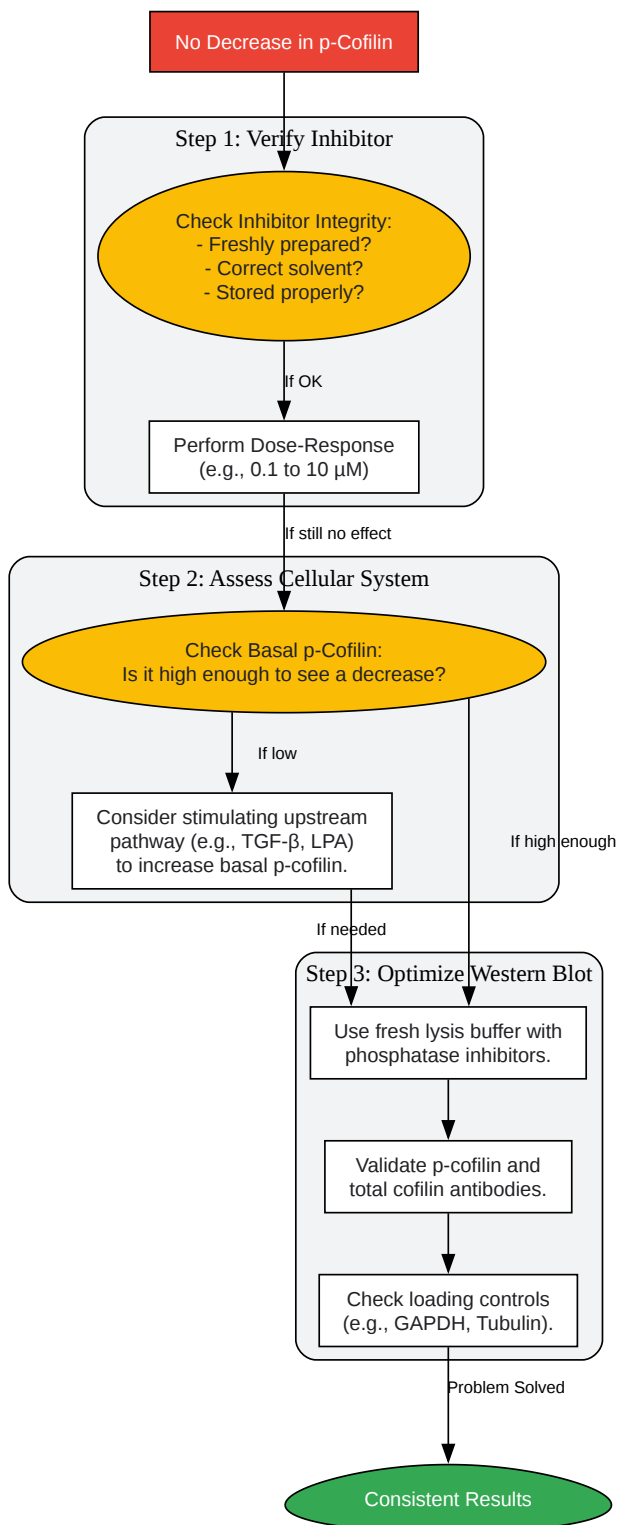 No Decrease in p-Cofilin
Step 1: Verify Inhibitor
Check Inhibitor Integrity:
- Freshly prepared?
- Correct solvent?
- Stored properly?
If OK
Perform Dose-Response
(e.g., 0.1 to 10 µM)
If still no effect
Step 2: Assess Cellular System
Check Basal p-Cofilin:
Is it high enough to see a decrease?
If low
Consider stimulating upstream
pathway (e.g., TGF-β, LPA)
to increase basal p-cofilin.
If high enough
If needed
Step 3: Optimize Western Blot
Use fresh lysis buffer with
phosphatase inhibitors.
Validate p-cofilin and
total cofilin antibodies.
Check loading controls
(e.g., GAPDH, Tubulin).
Problem Solved
Consistent Results